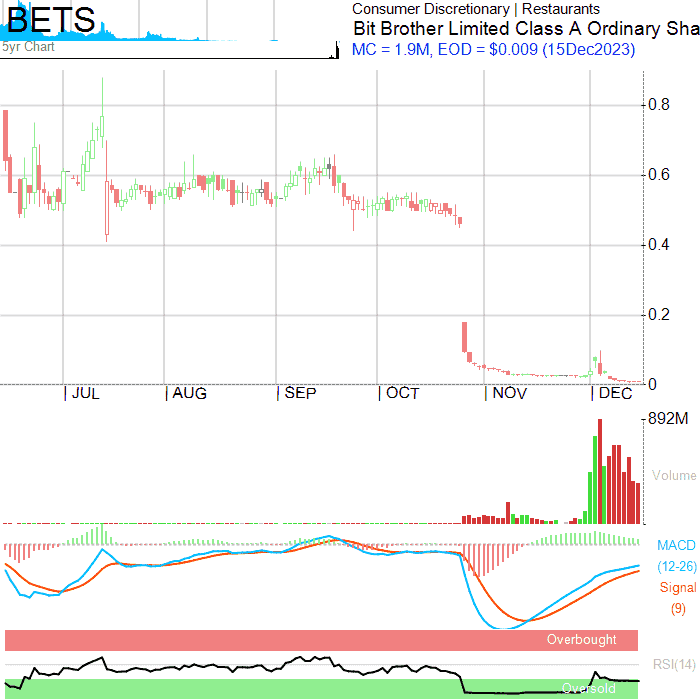 BETS
5yr Chart
Consumer Discretionary | Restaurants
Bit Brother Limited Class A Ordinary Sha
MC = 1.9M, EOD = $0.009 (15Dec2023)
0.8
0.6
0.4
0.2
0
JUL AUG SEP OCT NOV DEC
892M
Volume
MACD
(12-26)
Signal
(9)
Overbought
RSI(14)
Oversold